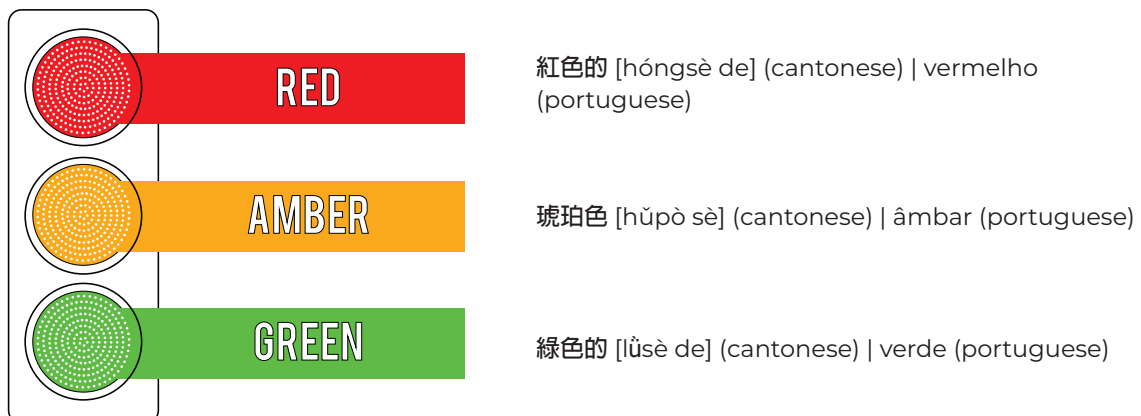 RED
紅色的 [hóngsè de] (cantonese) | vermelho
(portuguese)
AMBER
琥珀色 [hǔpò sè] (cantonese) | âmbar (portuguese)
GREEN
綠色的 [lǜsè de] (cantonese) | verde (portuguese)